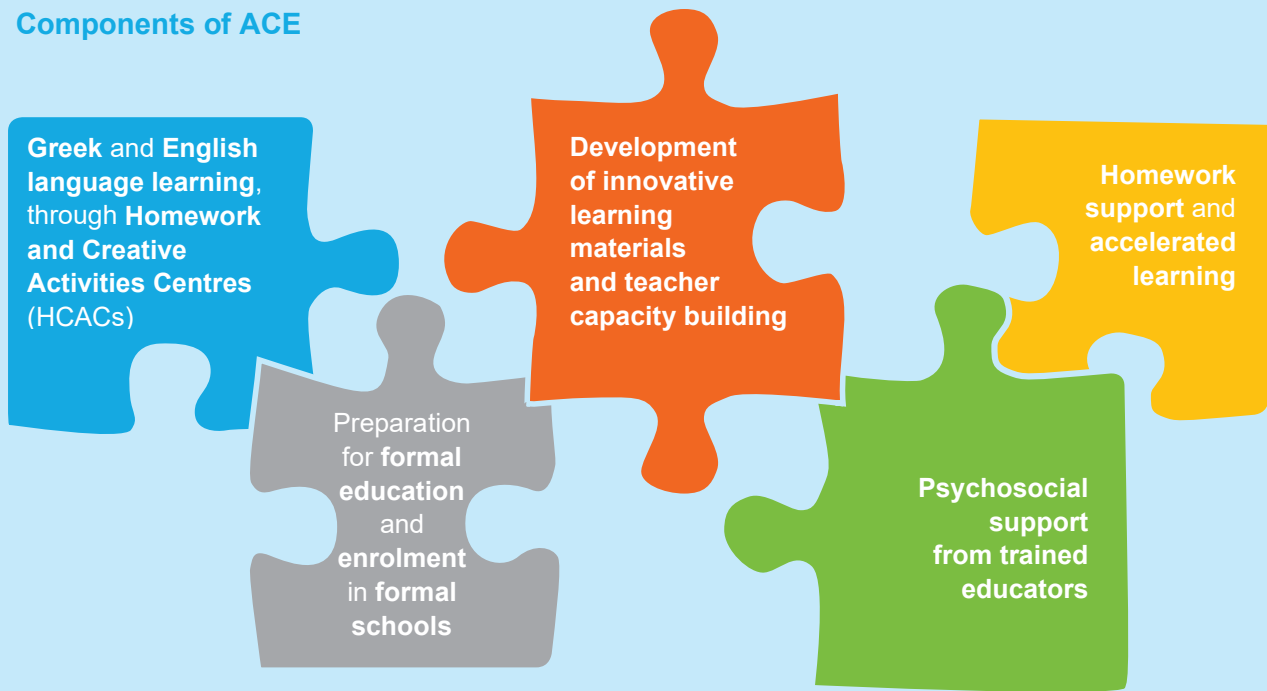 Components of ACE
Greek and English
language learning,
through Homework
and Creative
Activities Centres
(HCACs)
Preparation
for formal
education
and
enrolment
in formal
schools
Development
of innovative
learning
materials
and teacher
capacity building
Psychosocial
support
from trained
educators
Homework
support and
accelerated
learning